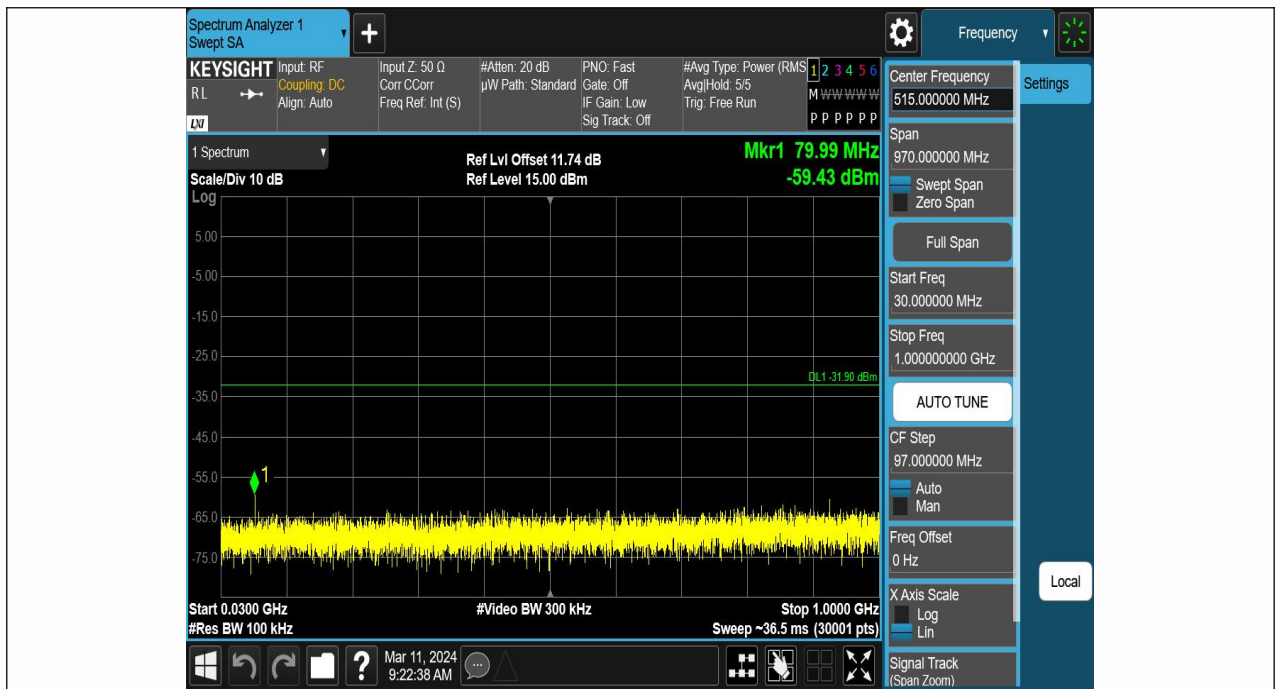 Spectrum Analyzer 1
Swept SA
+
Frequency
KEYSIGHT
RL
LXI
Input: RF
Coupling: DC
Align: Auto
Input Z: 50 Ω
Corr CCorr
Freq Ref: Int (S)
#Atten: 20 dB
µW Path: Standard
PNO: Fast
Gate: Off
IF Gain: Low
Sig Track: Off
#Avg Type: Power (RMS
Avg|Hold: 5/5
Trig: Free Run
1 2 3 4 5 6
M W W W W W
P P P P P P
1 Spectrum
Scale/Div 10 dB
Ref Lvl Offset 11.74 dB
Ref Level 15.00 dBm
Mkr1 79.99 MHz
-59.43 dBm
Log
5.00
-5.00
-15.0
-25.0
DL1 -31.90 dBm
-35.0
-45.0
-55.0
1
-65.0
-75.0
Start 0.0300 GHz
#Video BW 300 kHz
Stop 1.0000 GHz
#Res BW 100 kHz
Sweep ~36.5 ms (30001 pts)
Center Frequency
515.000000 MHz
Settings
Span
970.000000 MHz
Swept Span
Zero Span
Full Span
Start Freq
30.000000 MHz
Stop Freq
1.000000000 GHz
AUTO TUNE
CF Step
97.000000 MHz
Auto
Man
Freq Offset
0 Hz
Local
X Axis Scale
Log
Lin
Signal Track
(Span Zoom)
?
Mar 11, 2024
9:22:38 AM